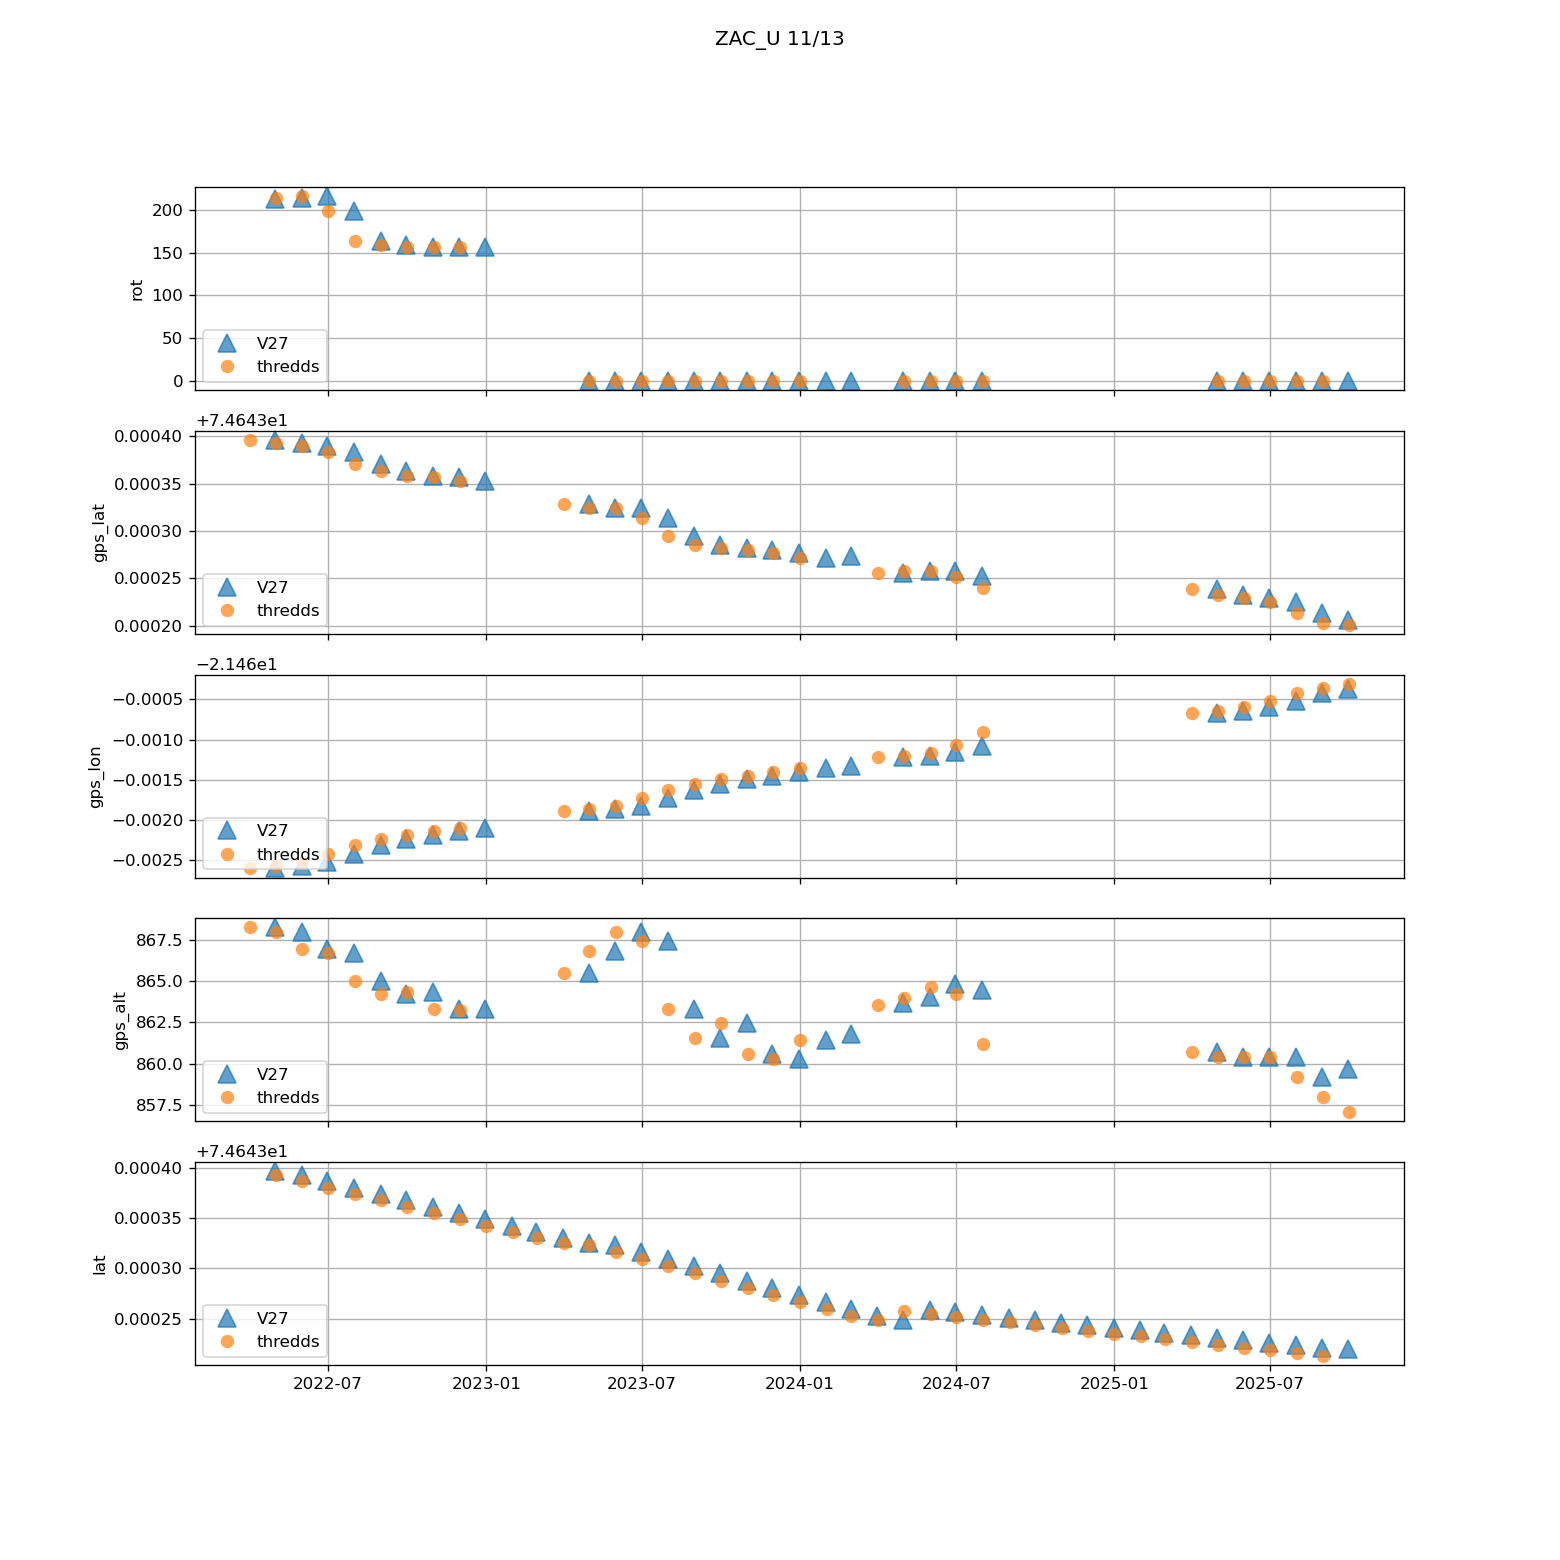 ZAC_U 11/13
200
150
100
50
0
rot
V27
thredds
+7.4643e1
0.00040
0.00035
0.00030
0.00025
0.00020
gps_lat
V27
thredds
−2.146e1
−0.0005
−0.0010
−0.0015
−0.0020
−0.0025
gps_lon
V27
thredds
867.5
865.0
862.5
860.0
857.5
gps_alt
V27
thredds
+7.4643e1
0.00040
0.00035
0.00030
0.00025
lat
V27
thredds
2022-07 2023-01 2023-07 2024-01 2024-07 2025-01 2025-07